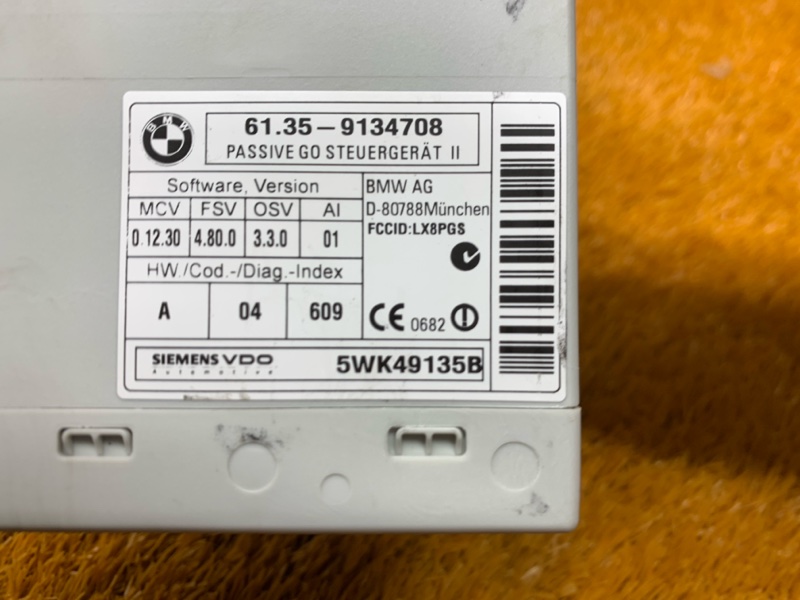 BMW
61.35-9134708
PASSIVE GO STEUERGERÄT II
Software, Version
MCV FSV OSV AI
0.12.30 4.80.0 3.3.0 01
HW./Cod.-/Diag.-Index
A 04 609
BMW AG
D-80788München
FCCID:LX8PGS
CE 0682
SIEMENS VDO
Automotive
5WK49135B